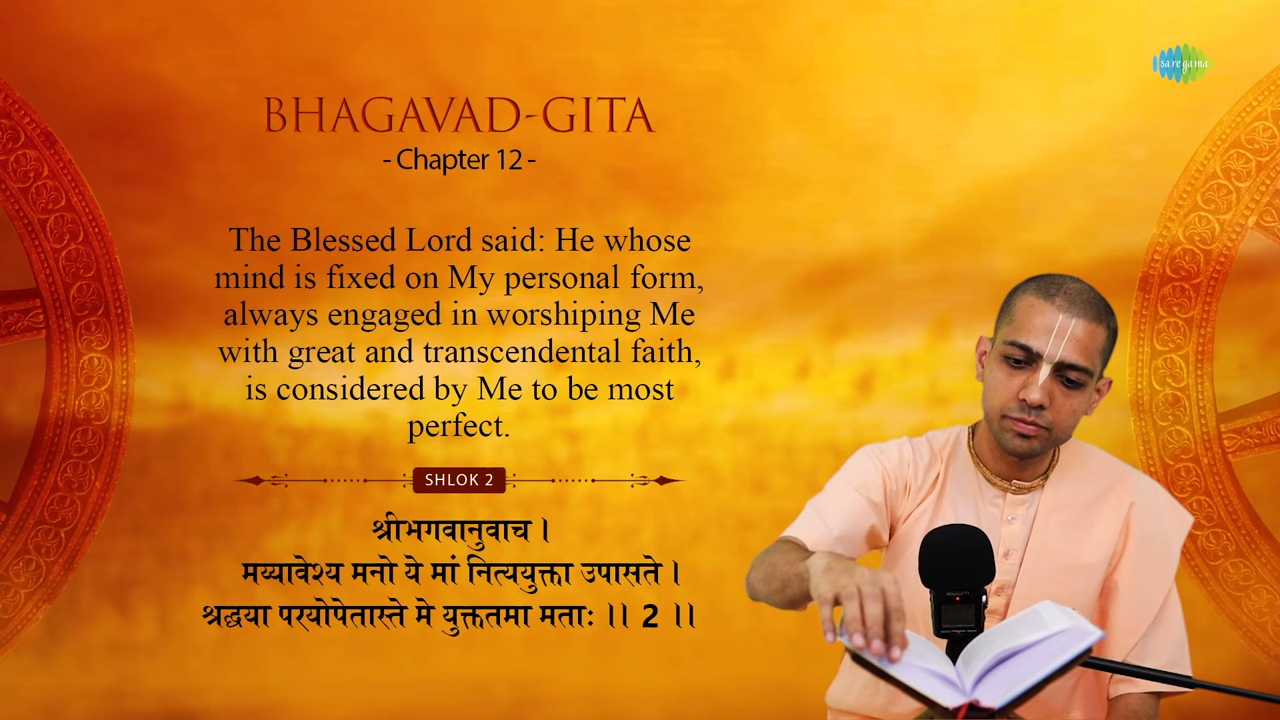 saregama
BHAGAVAD-GITA
- Chapter 12 -
The Blessed Lord said: He whose
mind is fixed on My personal form,
always engaged in worshiping Me
with great and transcendental faith,
is considered by Me to be most
perfect.
SHLOK 2
श्रीभगवानुवाच ।
मय्यावेश्य मनो ये मां नित्ययुक्ता उपासते ।
श्रद्धया परयोपेतास्ते मे युक्ततमा मताः ।। 2 ।।